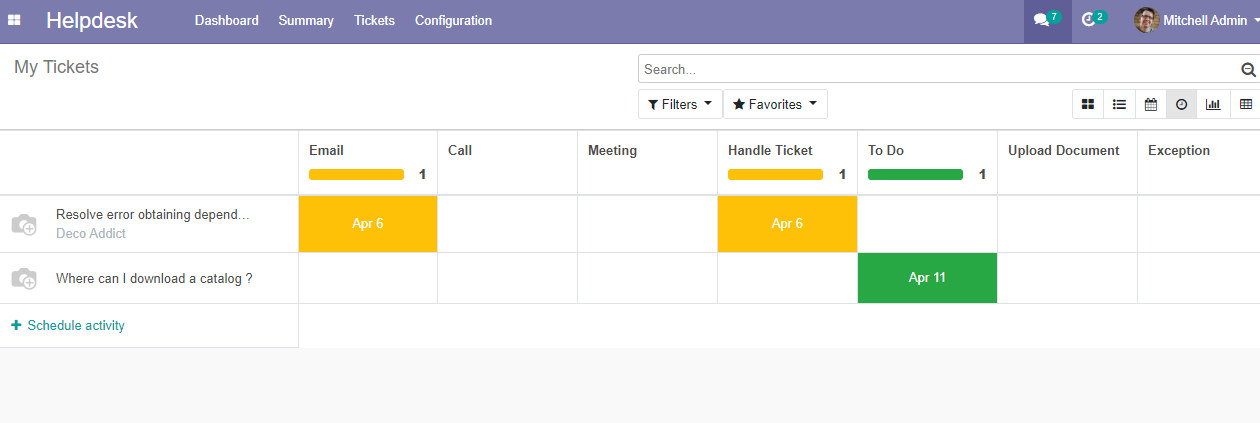 Helpdesk Dashboard Summary Tickets Configuration 7 2 Mitchell Admin
My Tickets
Search...
Filters Favorites
Email Call Meeting Handle Ticket To Do Upload Document Exception
1 1 1
Resolve error obtaining depend...
Deco Addict
Apr 6 Apr 6
Where can I download a catalog ?
Apr 11
Schedule activity